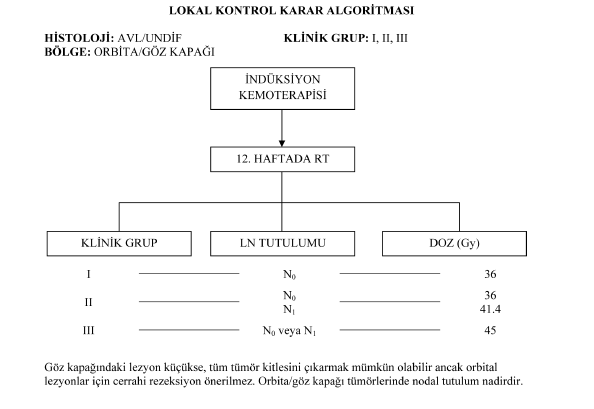 LOKAL KONTROL KARAR ALGORİTMASI
HİSTOLOJİ: AVL/UNDİF KLİNİK GRUP: I, II, III
BÖLGE: ORBİTA/GÖZ KAPAĞI
İNDÜKSİYON
KEMOTERAPİSİ
12. HAFTADA RT
KLİNİK GRUP LN TUTULUMU DOZ (Gy)
I N₀ 36
II N₀ 36
N₁ 41.4
III N₀ veya N₁ 45
Göz kapağındaki lezyon küçükse, tüm tümör kitlesini çıkarmak mümkün olabilir ancak orbital
lezyonlar için cerrahi rezeksiyon önerilmez. Orbita/göz kapağı tümörlerinde nodal tutulum nadirdir.